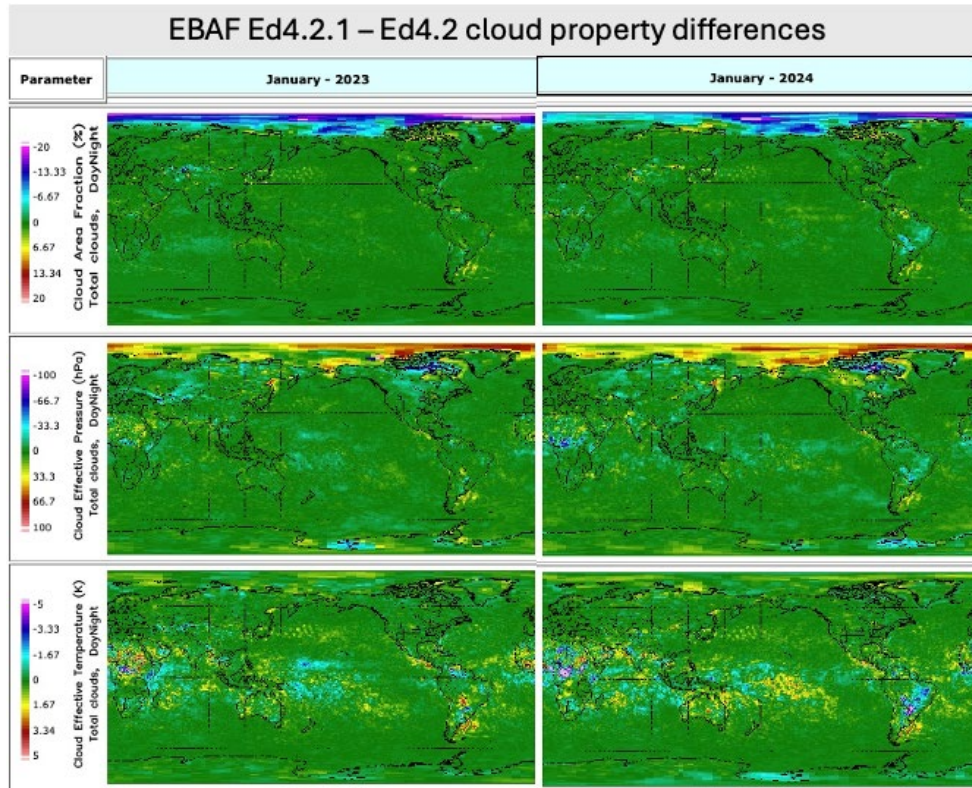 EBAF Ed4.2.1 – Ed4.2 cloud property differences
Parameter
January - 2023
January - 2024
Cloud Area Fraction (%)
Total clouds, DayNight
-20
-13.33
-6.67
0
6.67
13.34
20
Cloud Effective Pressure (hPa)
Total clouds, DayNight
-100
-66.7
-33.3
0
33.3
66.7
100
Cloud Effective Temperature (K)
Total clouds, DayNight
-5
-3.33
-1.67
0
1.67
3.34
5